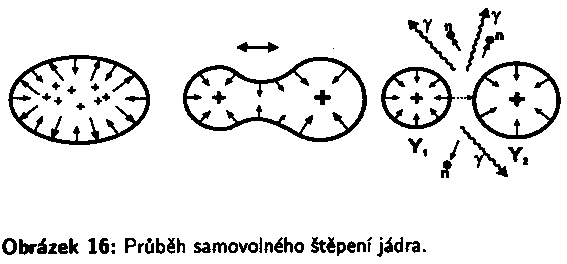 γ n γ n
+ + + + + + + +
+ + + +
Y₁ Y₂
n γ
Obrázek 16: Průběh samovolného štěpení jádra.